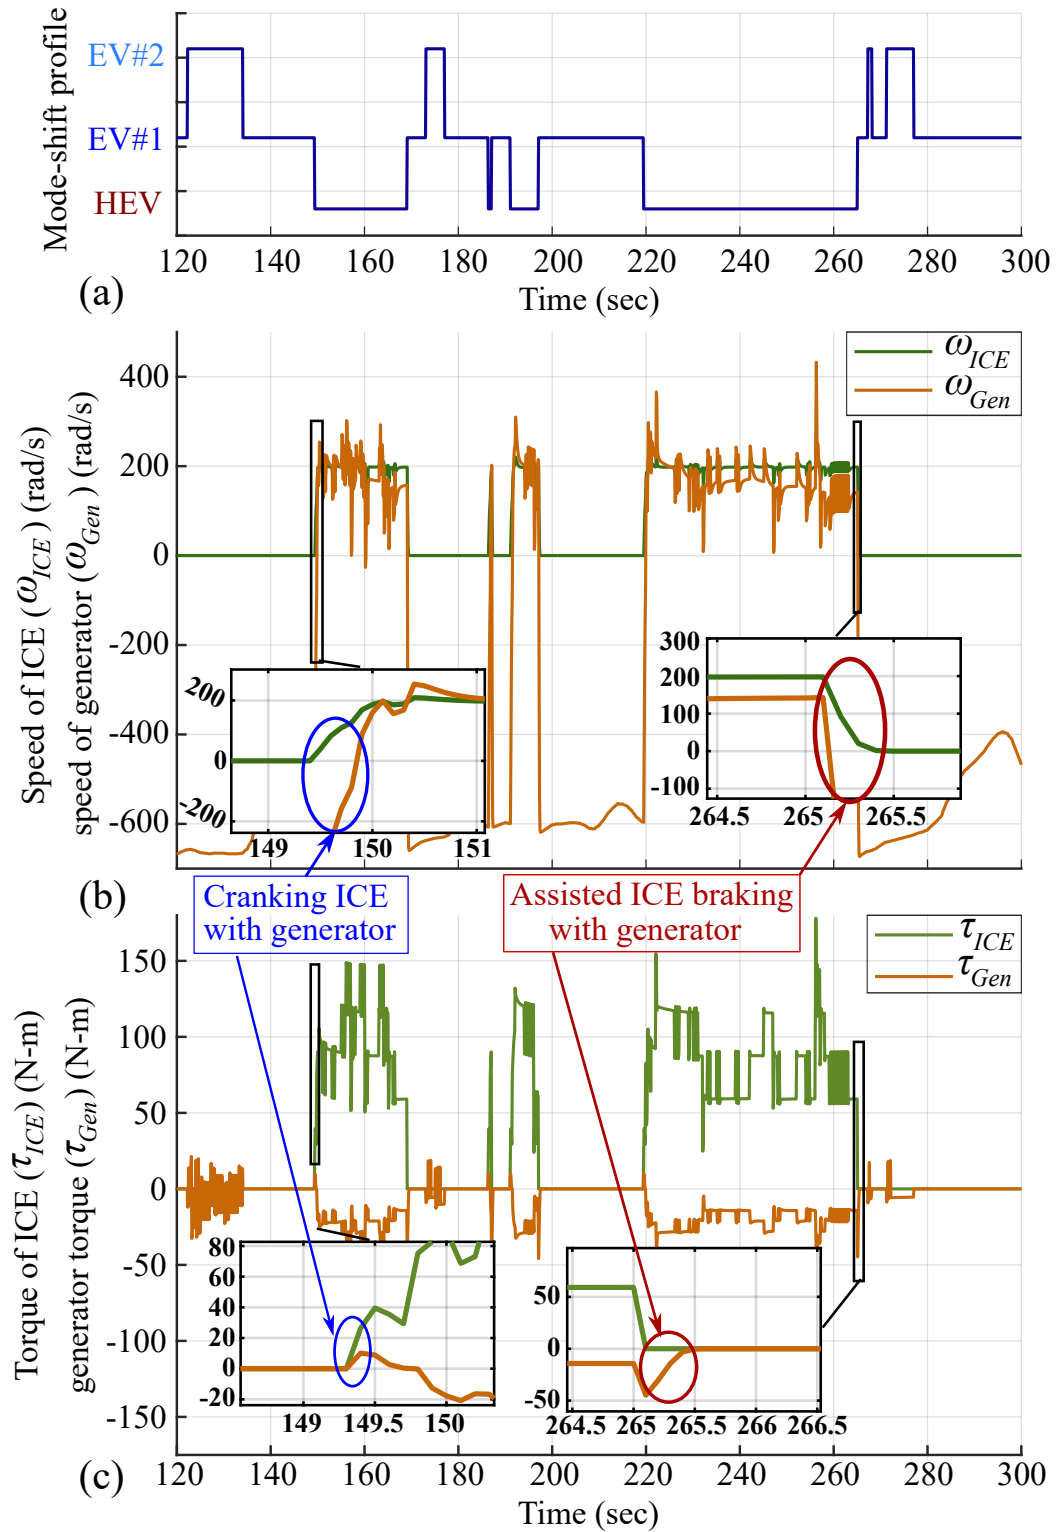 Mode-shift profile
EV#2
EV#1
HEV
120 140 160 180 200 220 240 260 280 300
Time (sec)
(a)
Speed of ICE (ω_ICE) (rad/s)
speed of generator (ω_Gen) (rad/s)
400
200
0
-200
-400
-600
ω_ICE
ω_Gen
200
0
-200
149 150 151
300
200
100
0
-100
264.5 265 265.5
(b)
Cranking ICE
with generator
Assisted ICE braking
with generator
Torque of ICE (τ_ICE) (N-m)
generator torque (τ_Gen) (N-m)
150
100
50
0
-50
-100
-150
τ_ICE
τ_Gen
80
60
40
20
0
-20
149 149.5 150
50
0
-50
264.5 265 265.5 266 266.5
120 140 160 180 200 220 240 260 280 300
(c)
Time (sec)